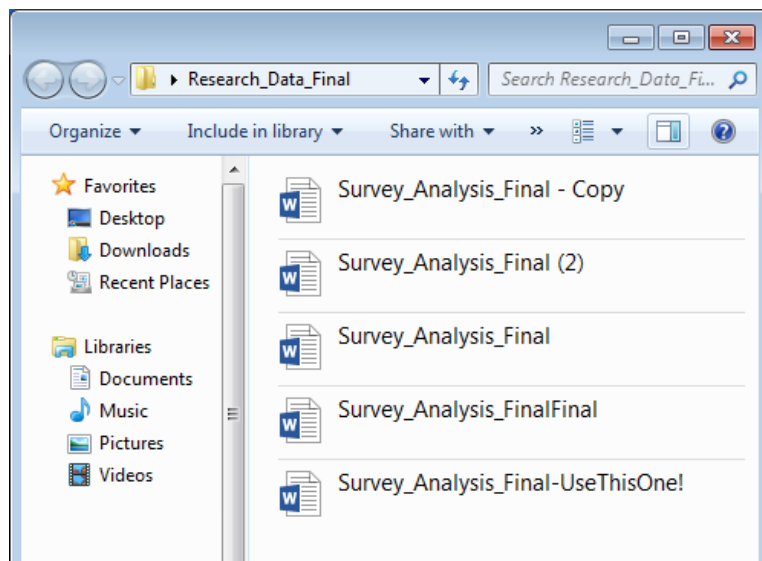 Research_Data_Final
Search Research_Data_Fi...
Organize
Include in library
Share with
»
?
Favorites
Desktop
Downloads
Recent Places
Libraries
Documents
Music
Pictures
Videos
Survey_Analysis_Final - Copy
Survey_Analysis_Final (2)
Survey_Analysis_Final
Survey_Analysis_FinalFinal
Survey_Analysis_Final-UseThisOne!